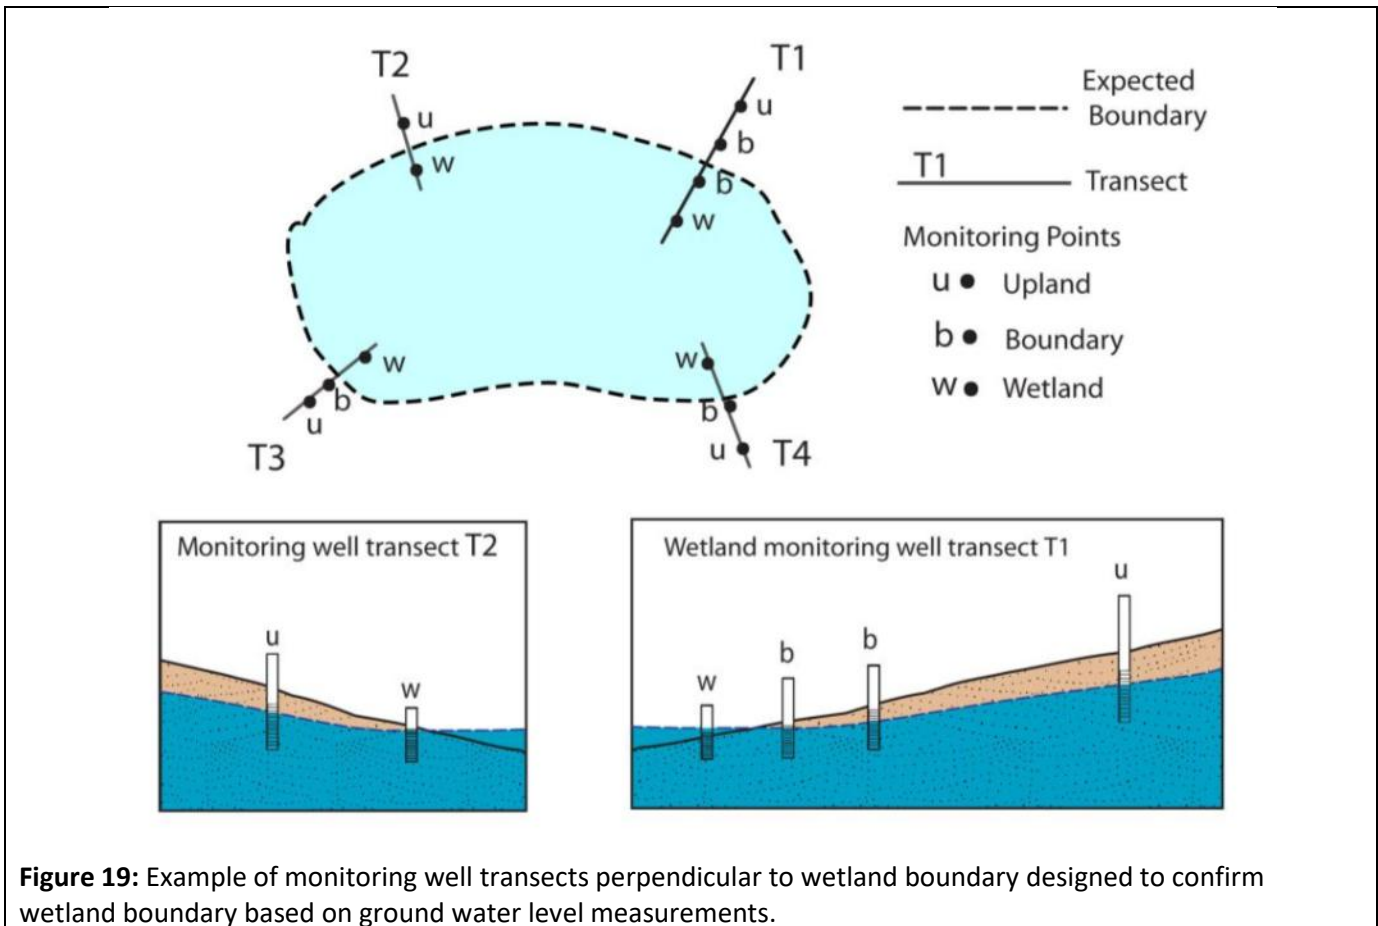 T2
u
w
T1
u
b
b
w
w
b
u
T3
w
b
u
T4
Expected
Boundary
T1
Transect
Monitoring Points
u Upland
b Boundary
w Wetland
Monitoring well transect T2
u
w
Wetland monitoring well transect T1
w
b
b
u
Figure 19: Example of monitoring well transects perpendicular to wetland boundary designed to confirm
wetland boundary based on ground water level measurements.